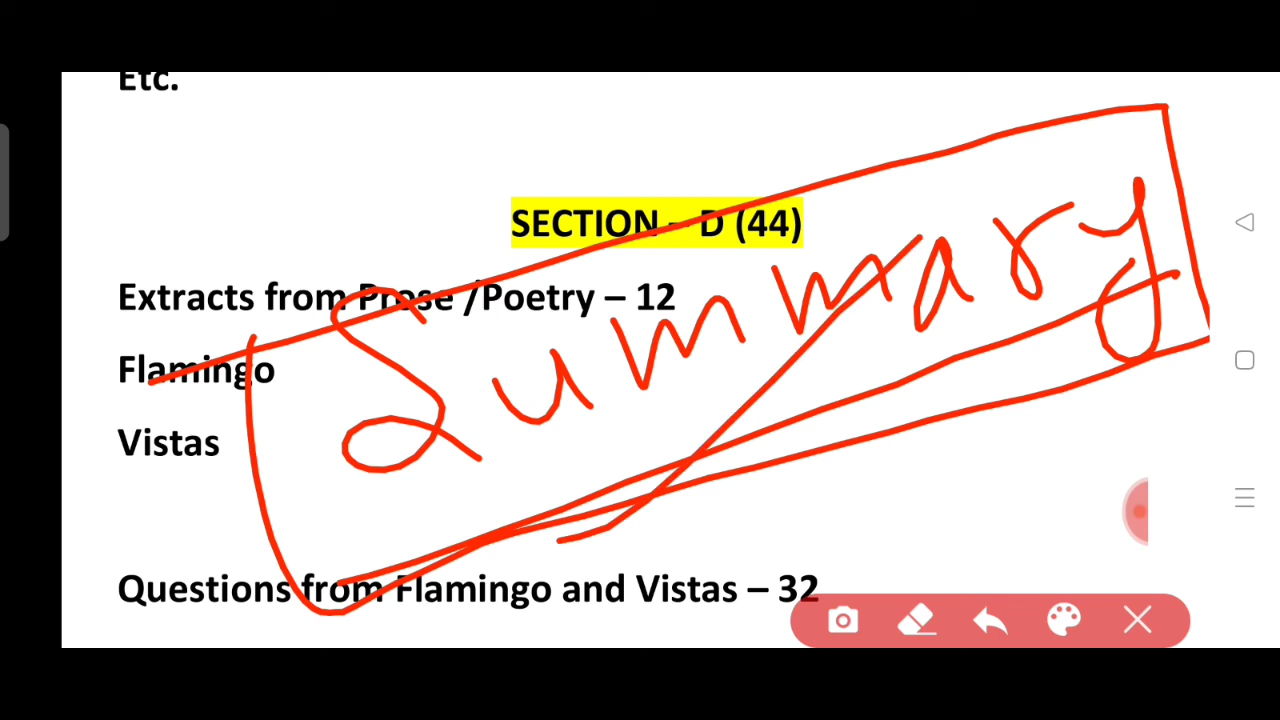 Etc.
SECTION – D (44)
Extracts from Prose /Poetry – 12
Flamingo
Summary
Vistas
Questions from Flamingo and Vistas – 32